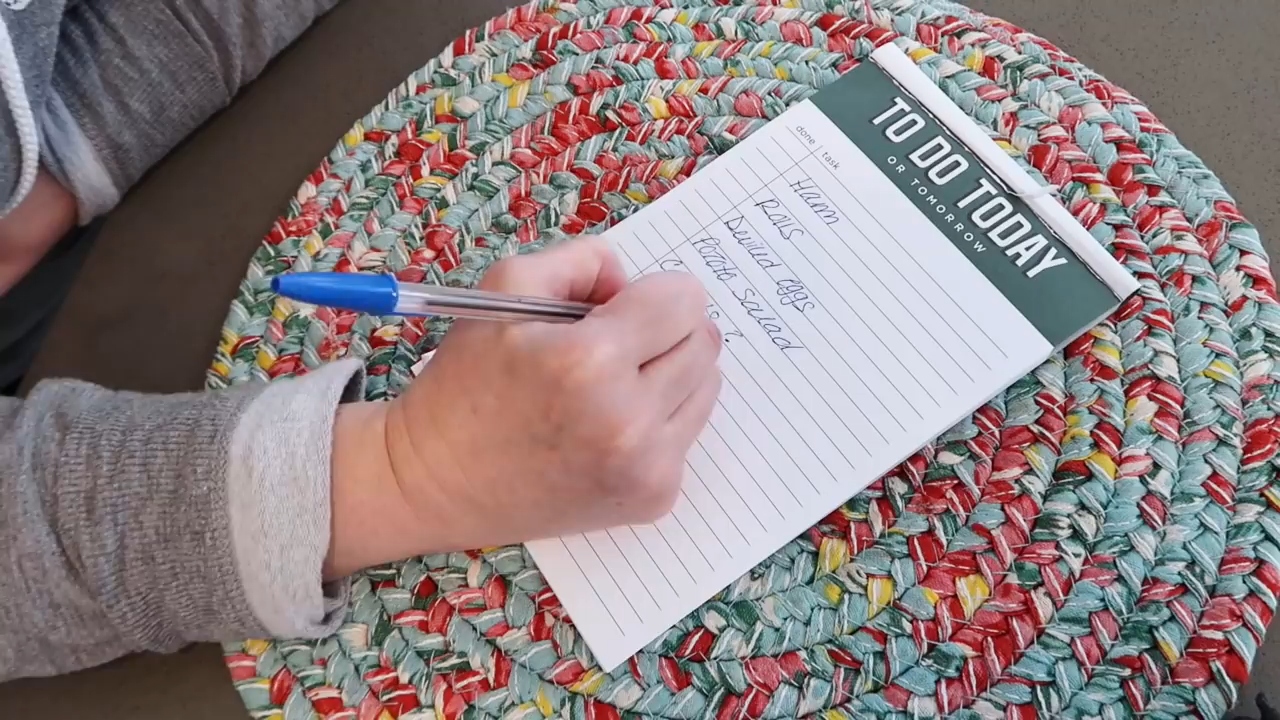 TO DO TODAY
OR TOMORROW
done task
Ham
Rolls
Deviled eggs
Potato salad
?